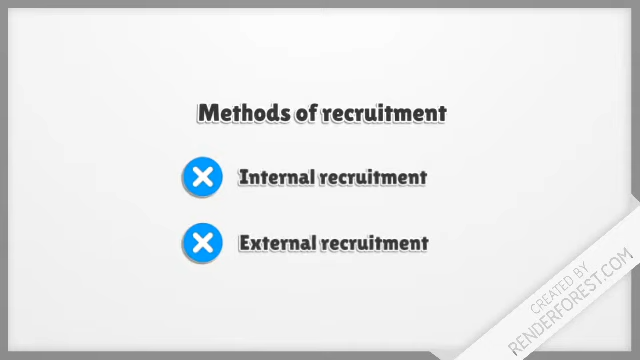 Methods of recruitment
Internal recruitment
External recruitment
CREATED BY
RENDERFOREST.COM